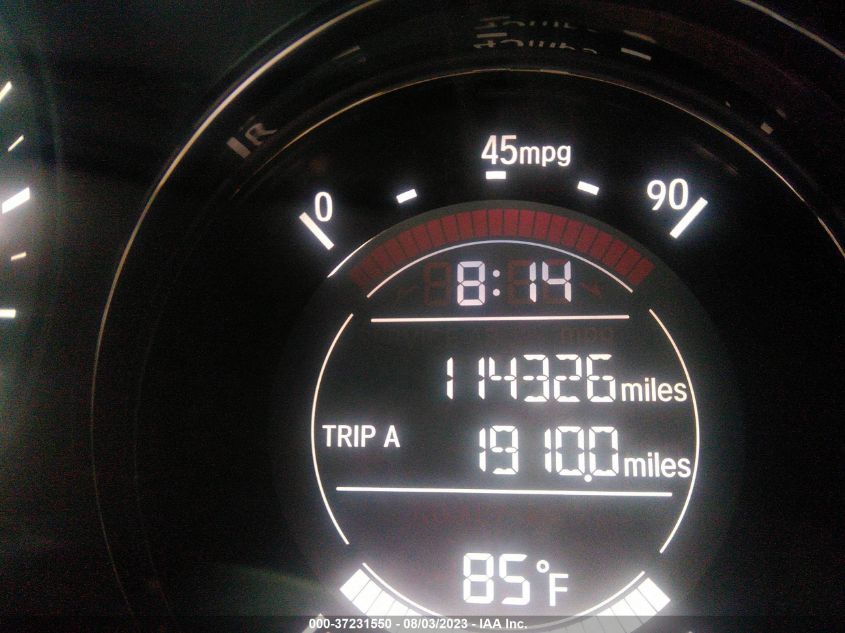 45mpg
0
90
8:14
114326 miles
TRIP A 1910.0 miles
85°F
000-37231550 - 08/03/2023 - IAA Inc.